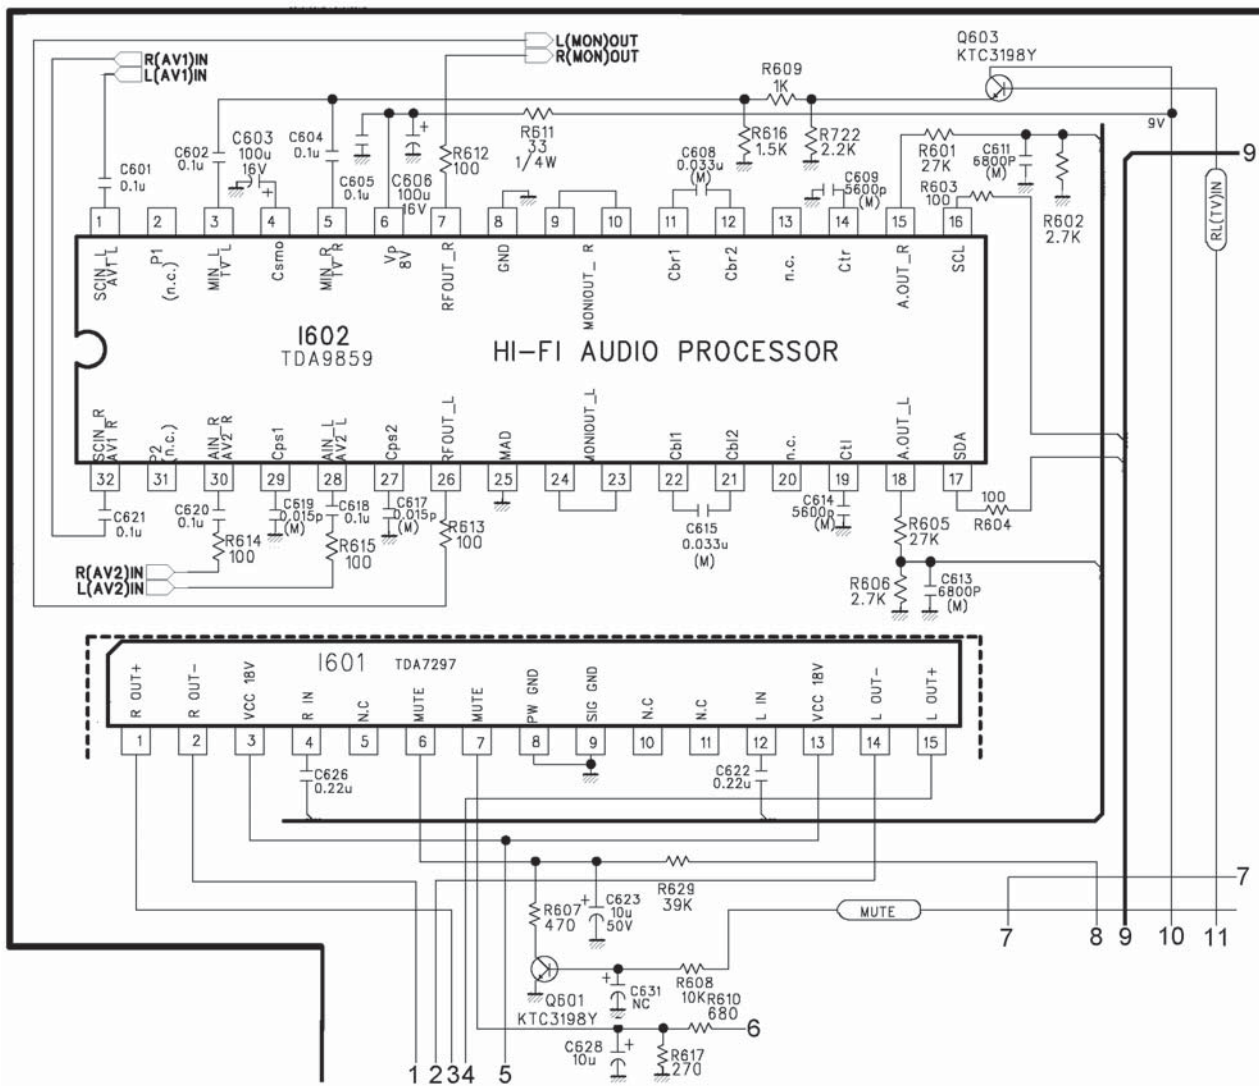 L(MON)OUT
R(MON)OUT
R(AV1)IN
L(AV1)IN
Q603
KTC3198Y
R609
1K
9V
C601
0.1u
C602
0.1u
C603
100u
16V
+
C604
0.1u
C605
0.1u
+
C606
100u
16V
R612
100
R611
33
1/4W
C608
0.033u
(M)
R616
1.5K
R722
2.2K
C609
5600p
(M)
R601
27K
R603
100
C611
6800P
(M)
R602
2.7K
9
RL(TV)IN
1 2 3 4 5 6 7 8 9 10 11 12 13 14 15 16
SCIN_L
AV1_L
P1
(n.c.)
MIN_L
TV_L
Csmo
MIN_R
TV_R
Vp
8V
RFOUT_R
GND
MONIOUT_R
Cbr1
Cbr2
n.c.
Ctr
A.OUT_R
SCL
I602
TDA9859
HI-FI AUDIO PROCESSOR
SCIN_R
AV1_R
P2
(n.c.)
AIN_R
AV2_R
Cps1
AIN_L
AV2_L
Cps2
RFOUT_L
MAD
MONIOUT_L
Cbl1
Cbl2
n.c.
Ctl
A.OUT_L
SDA
32 31 30 29 28 27 26 25 24 23 22 21 20 19 18 17
C621
0.1u
C620
0.1u
R614
100
C619
0.015p
(M)
C618
0.1u
R615
100
C617
0.015p
(M)
R613
100
C615
0.033u
(M)
C614
5600p
(M)
R605
27K
100
R604
R606
2.7K
C613
6800P
(M)
R(AV2)IN
L(AV2)IN
I601 TDA7297
R OUT+
R OUT-
VCC 18V
R IN
N.C
MUTE
MUTE
PW GND
SIG GND
N.C
N.C
L IN
VCC 18V
L OUT-
L OUT+
1 2 3 4 5 6 7 8 9 10 11 12 13 14 15
C626
0.22u
C622
0.22u
R629
39K
R607
470
+
C623
10u
50V
MUTE
7
7 8 9 10 11
Q601
KTC3198Y
+
C631
NC
R608
10K
R610
680
6
C628
10u
+
R617
270
1 2 3 4 5